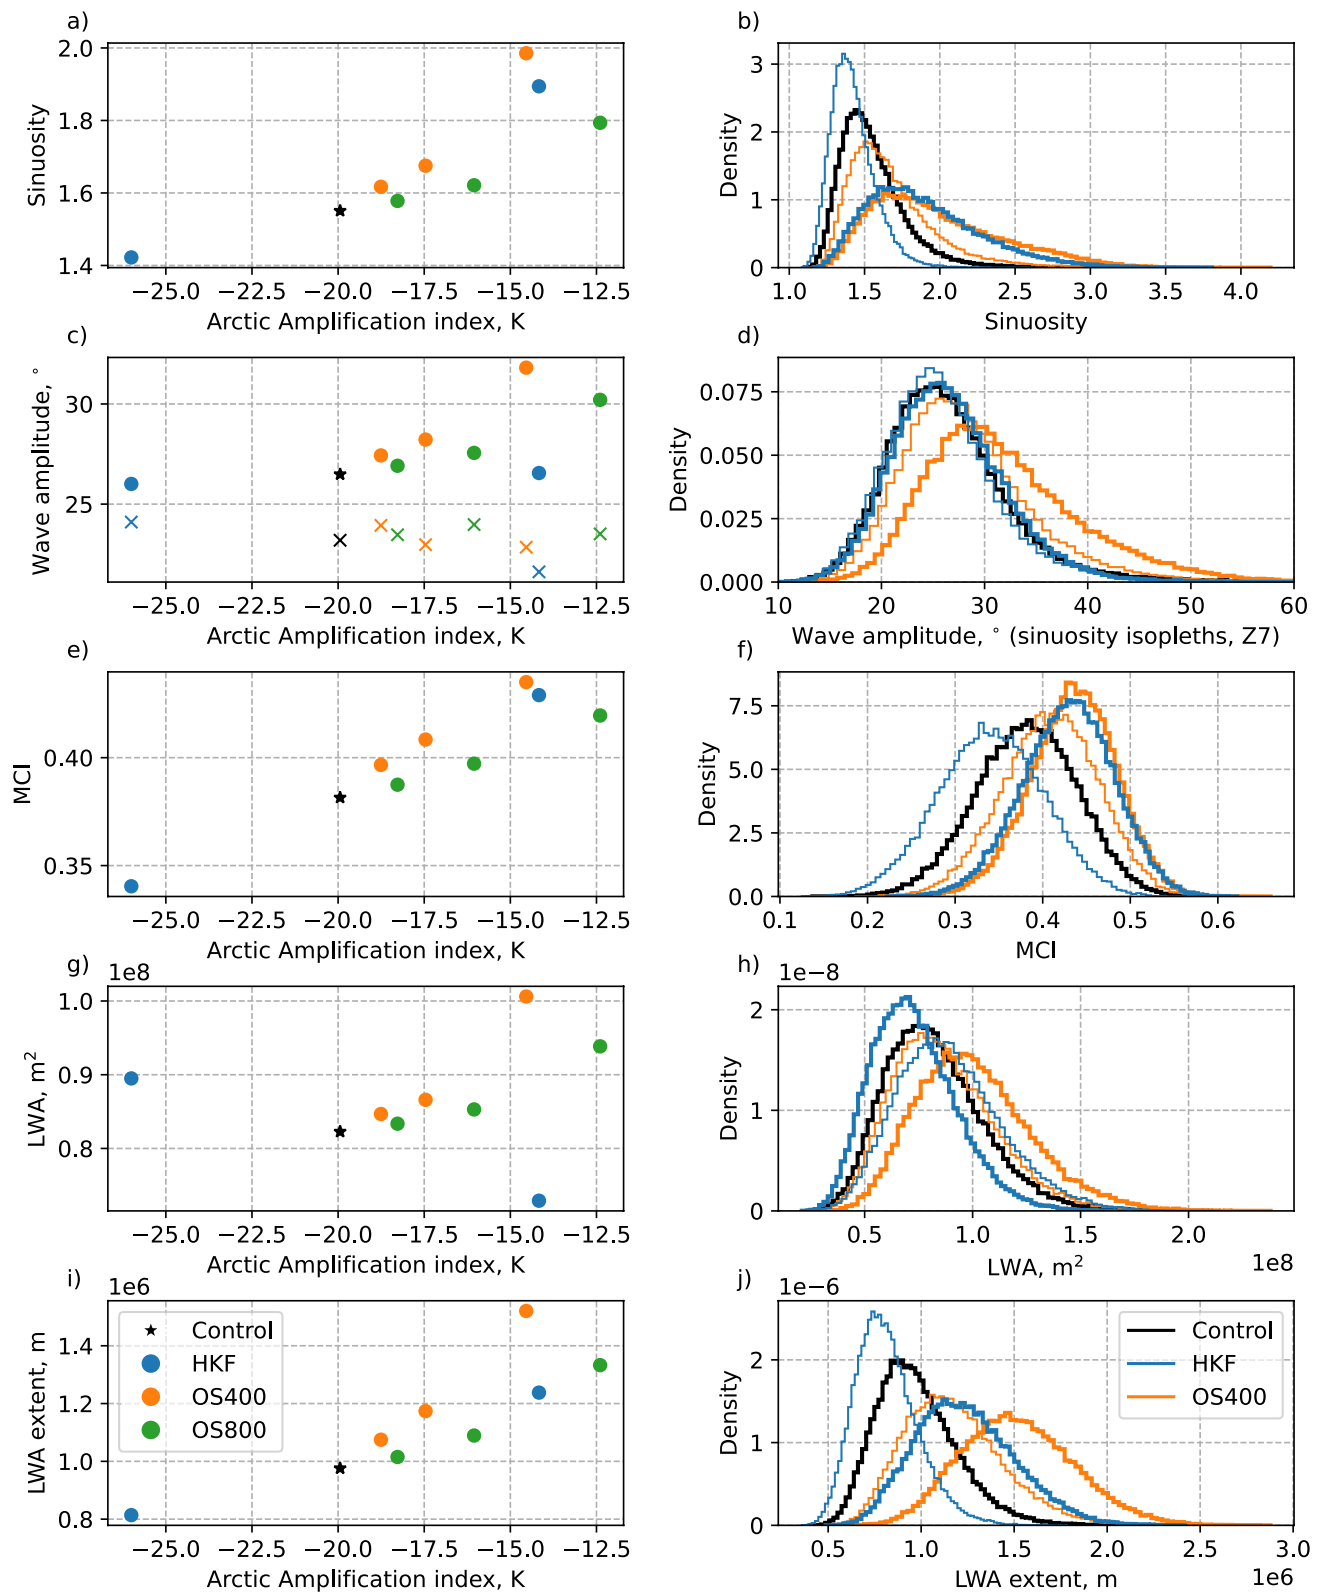 a)
Sinuosity
2.0
1.8
1.6
1.4
−25.0 −22.5 −20.0 −17.5 −15.0 −12.5
Arctic Amplification index, K
b)
Density
3
2
1
0
1.0 1.5 2.0 2.5 3.0 3.5 4.0
Sinuosity
c)
Wave amplitude, °
30
25
−25.0 −22.5 −20.0 −17.5 −15.0 −12.5
Arctic Amplification index, K
d)
Density
0.075
0.050
0.025
0.000
10 20 30 40 50 60
Wave amplitude, ° (sinuosity isopleths, Z7)
e)
MCI
0.40
0.35
−25.0 −22.5 −20.0 −17.5 −15.0 −12.5
Arctic Amplification index, K
f)
Density
7.5
5.0
2.5
0.0
0.1 0.2 0.3 0.4 0.5 0.6
MCI
g)
1e8
LWA, m²
1.0
0.9
0.8
−25.0 −22.5 −20.0 −17.5 −15.0 −12.5
Arctic Amplification index, K
h)
1e−8
Density
2
1
0
0.5 1.0 1.5 2.0
LWA, m²
1e8
i)
1e6
LWA extent, m
1.4
1.2
1.0
0.8
Control
HKF
OS400
OS800
−25.0 −22.5 −20.0 −17.5 −15.0 −12.5
Arctic Amplification index, K
j)
1e−6
Density
2
1
0
Control
HKF
OS400
0.5 1.0 1.5 2.0 2.5 3.0
LWA extent, m
1e6